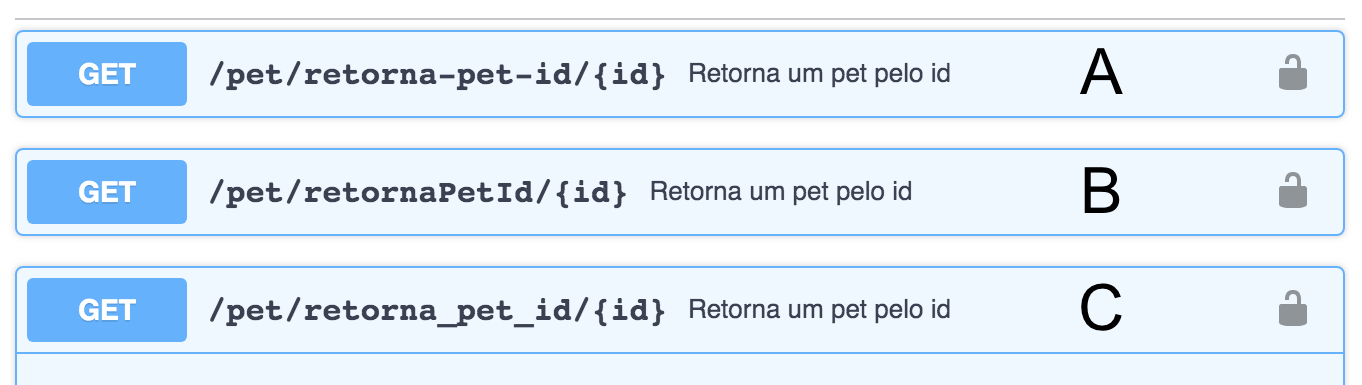 GET /pet/retorna-pet-id/{id} Retorna um pet pelo id A
GET /pet/retornaPetId/{id} Retorna um pet pelo id B
GET /pet/retorna_pet_id/{id} Retorna um pet pelo id C